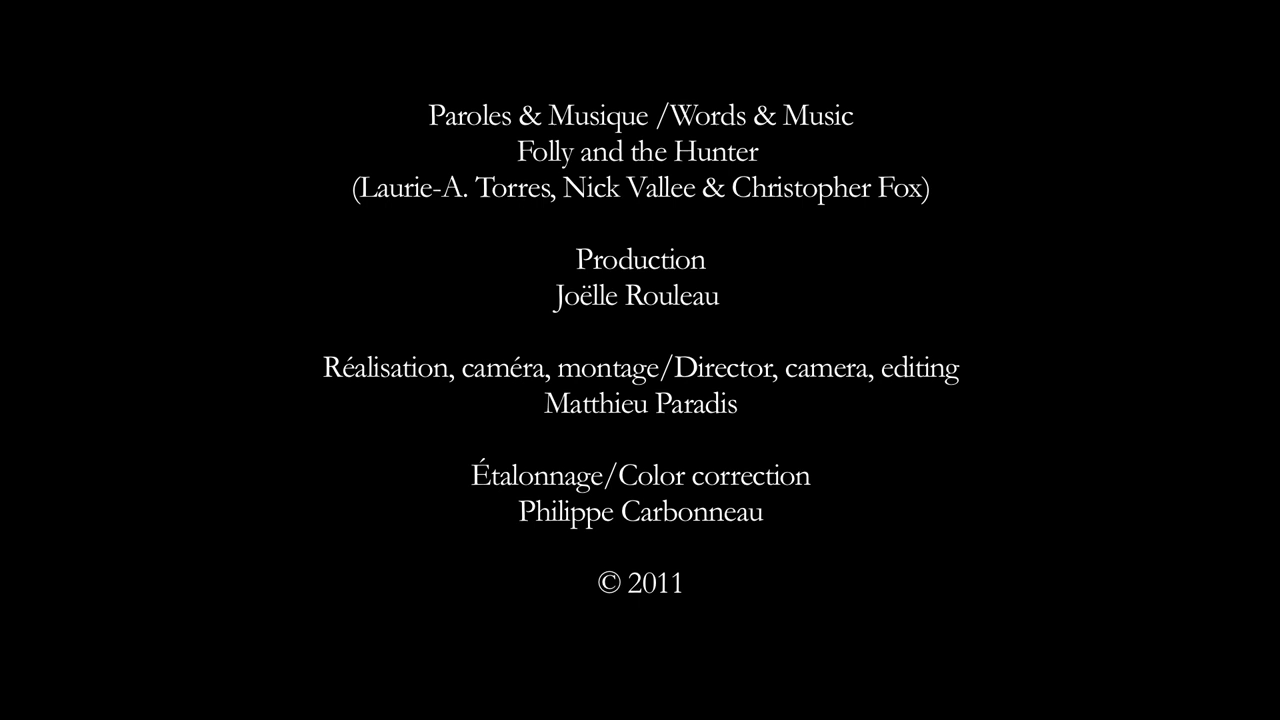 Paroles & Musique /Words & Music
Folly and the Hunter
(Laurie-A. Torres, Nick Vallee & Christopher Fox)
Production
Joëlle Rouleau
Réalisation, caméra, montage/Director, camera, editing
Matthieu Paradis
Étalonnage/Color correction
Philippe Carbonneau
© 2011